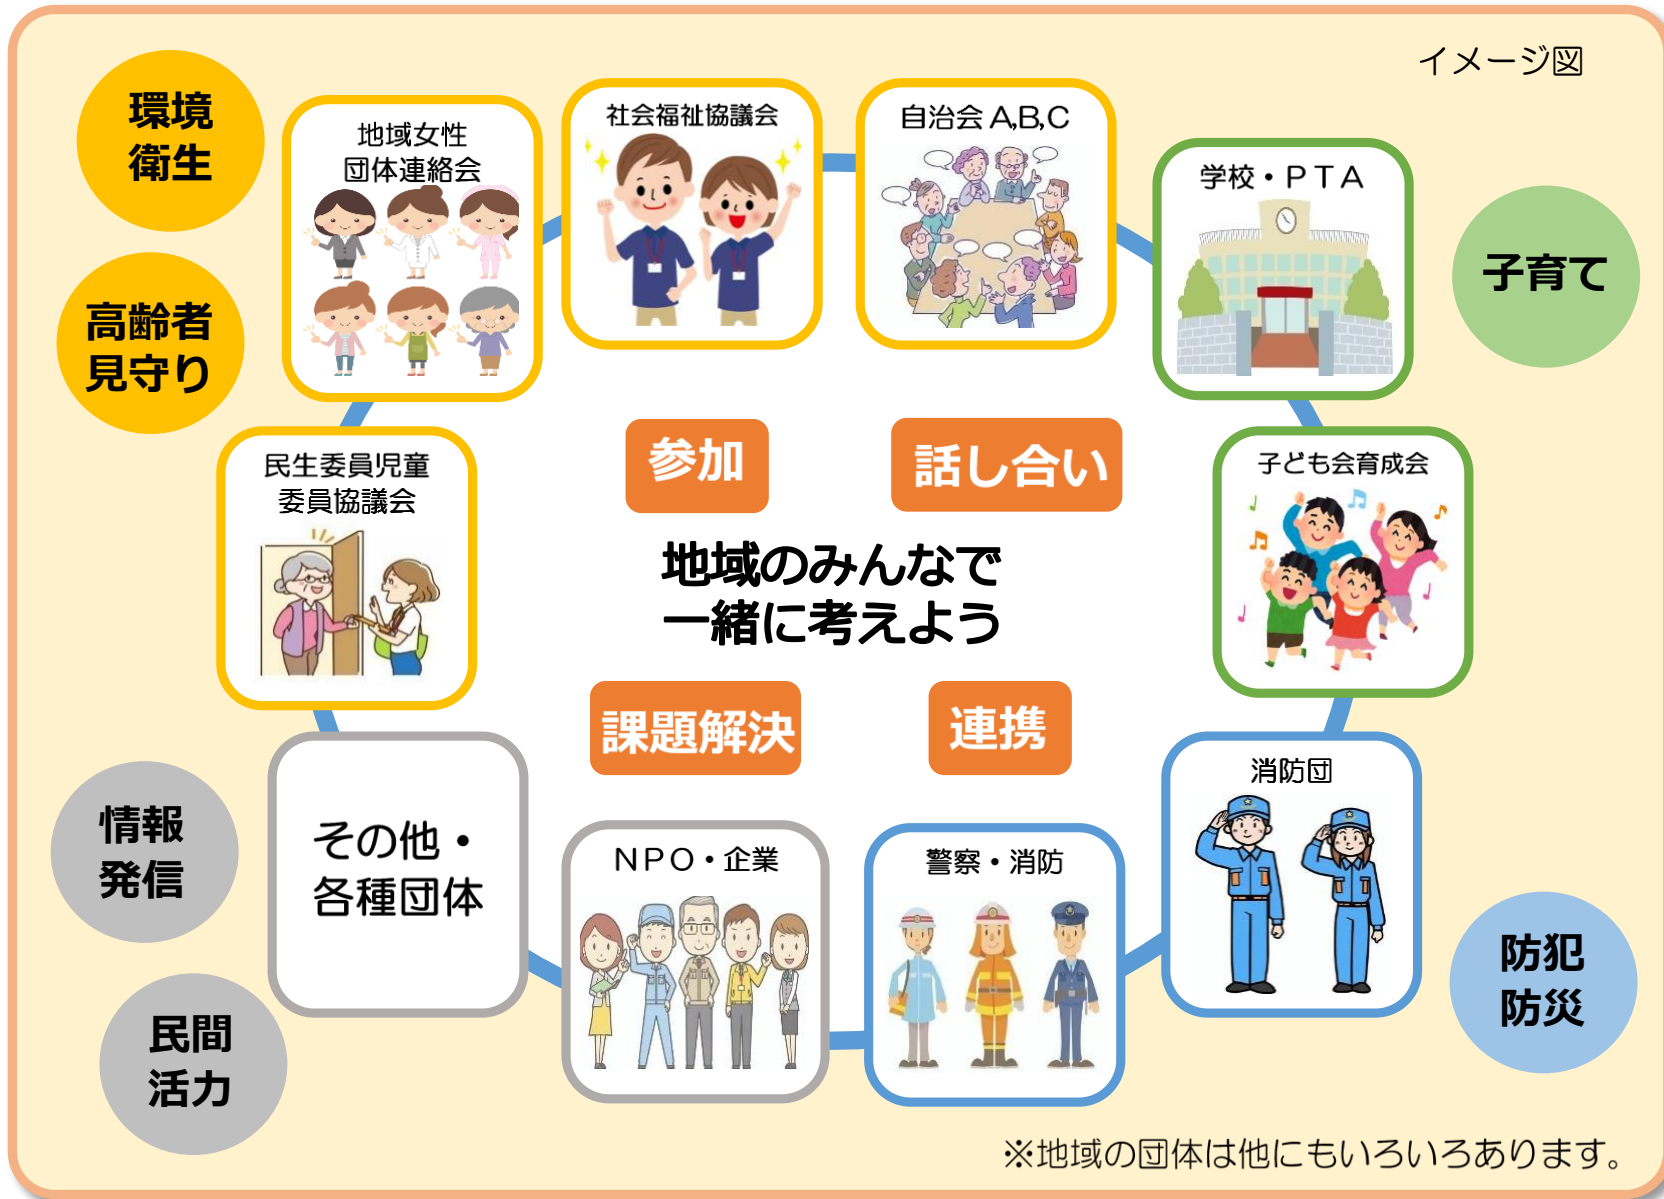 イメージ図
環境
衛生
高齢者
見守り
地域女性
団体連絡会
社会福祉協議会
自治会 A,B,C
学校・ＰＴＡ
子育て
民生委員児童
委員協議会
参加
話し合い
子ども会育成会
地域のみんなで
一緒に考えよう
課題解決
連携
情報
発信
民間
活力
その他・
各種団体
ＮＰＯ・企業
警察・消防
消防団
防犯
防災
※地域の団体は他にもいろいろあります。